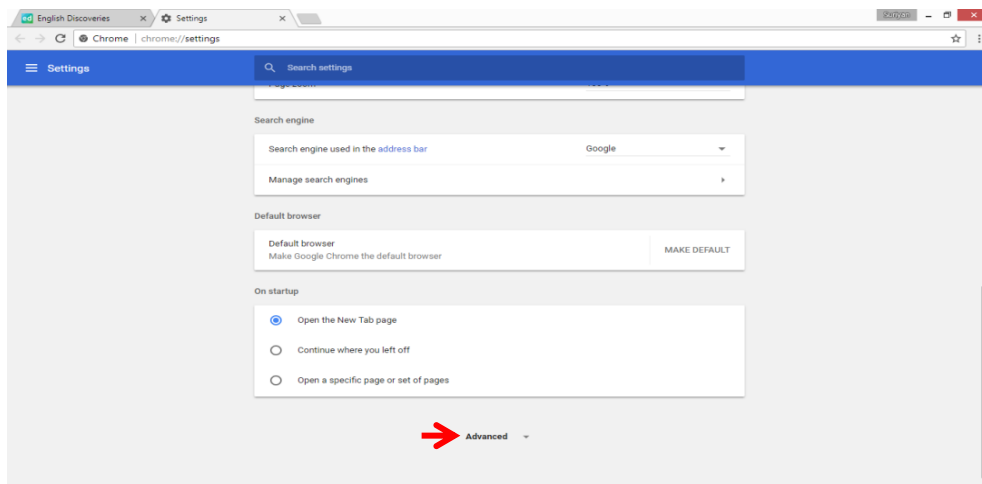 ed English Discoveries
Settings
Chrome | chrome://settings
Settings
Search settings
Search engine
Search engine used in the address bar
Google
Manage search engines
Default browser
Default browser
Make Google Chrome the default browser
MAKE DEFAULT
On startup
Open the New Tab page
Continue where you left off
Open a specific page or set of pages
Advanced